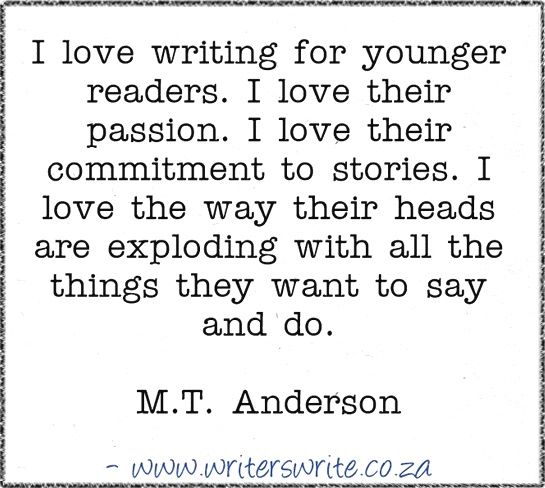 I love writing for younger
readers. I love their
passion. I love their
commitment to stories. I
love the way their heads
are exploding with all the
things they want to say
and do.
M.T. Anderson
- www.writerswrite.co.za